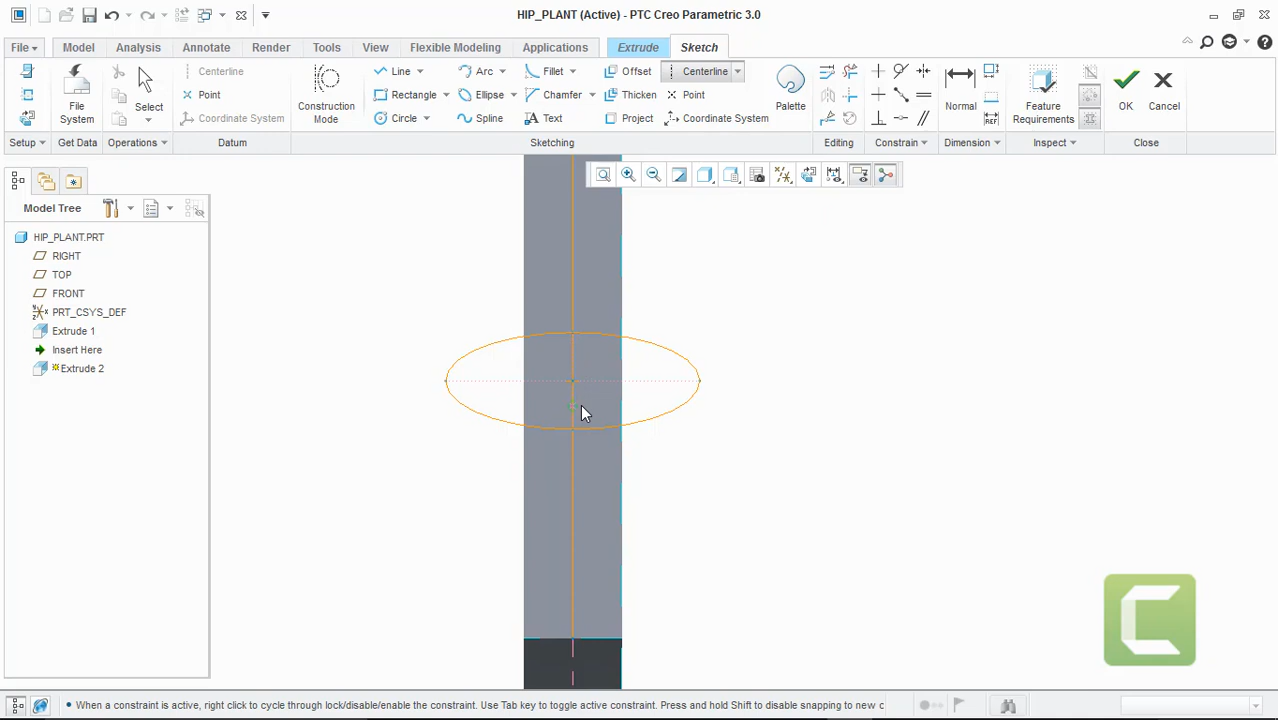 HIP_PLANT (Active) - PTC Creo Parametric 3.0
File Model Analysis Annotate Render Tools View Flexible Modeling Applications Extrude Sketch
Centerline Line Arc Fillet Offset Centerline
Point Rectangle Ellipse Chamfer Thicken Point
Coordinate System Circle Spline Text Project Coordinate System
File System Select Construction Mode Palette Normal Feature Requirements OK Cancel
Setup Get Data Operations Datum Sketching Editing Constrain Dimension Inspect Close
Model Tree
HIP_PLANT.PRT
RIGHT
TOP
FRONT
PRT_CSYS_DEF
Extrude 1
Insert Here
Extrude 2
When a constraint is active, right click to cycle through lock/disable/enable the constraint. Use Tab key to toggle active constraint. Press and hold Shift to disable snapping to new c